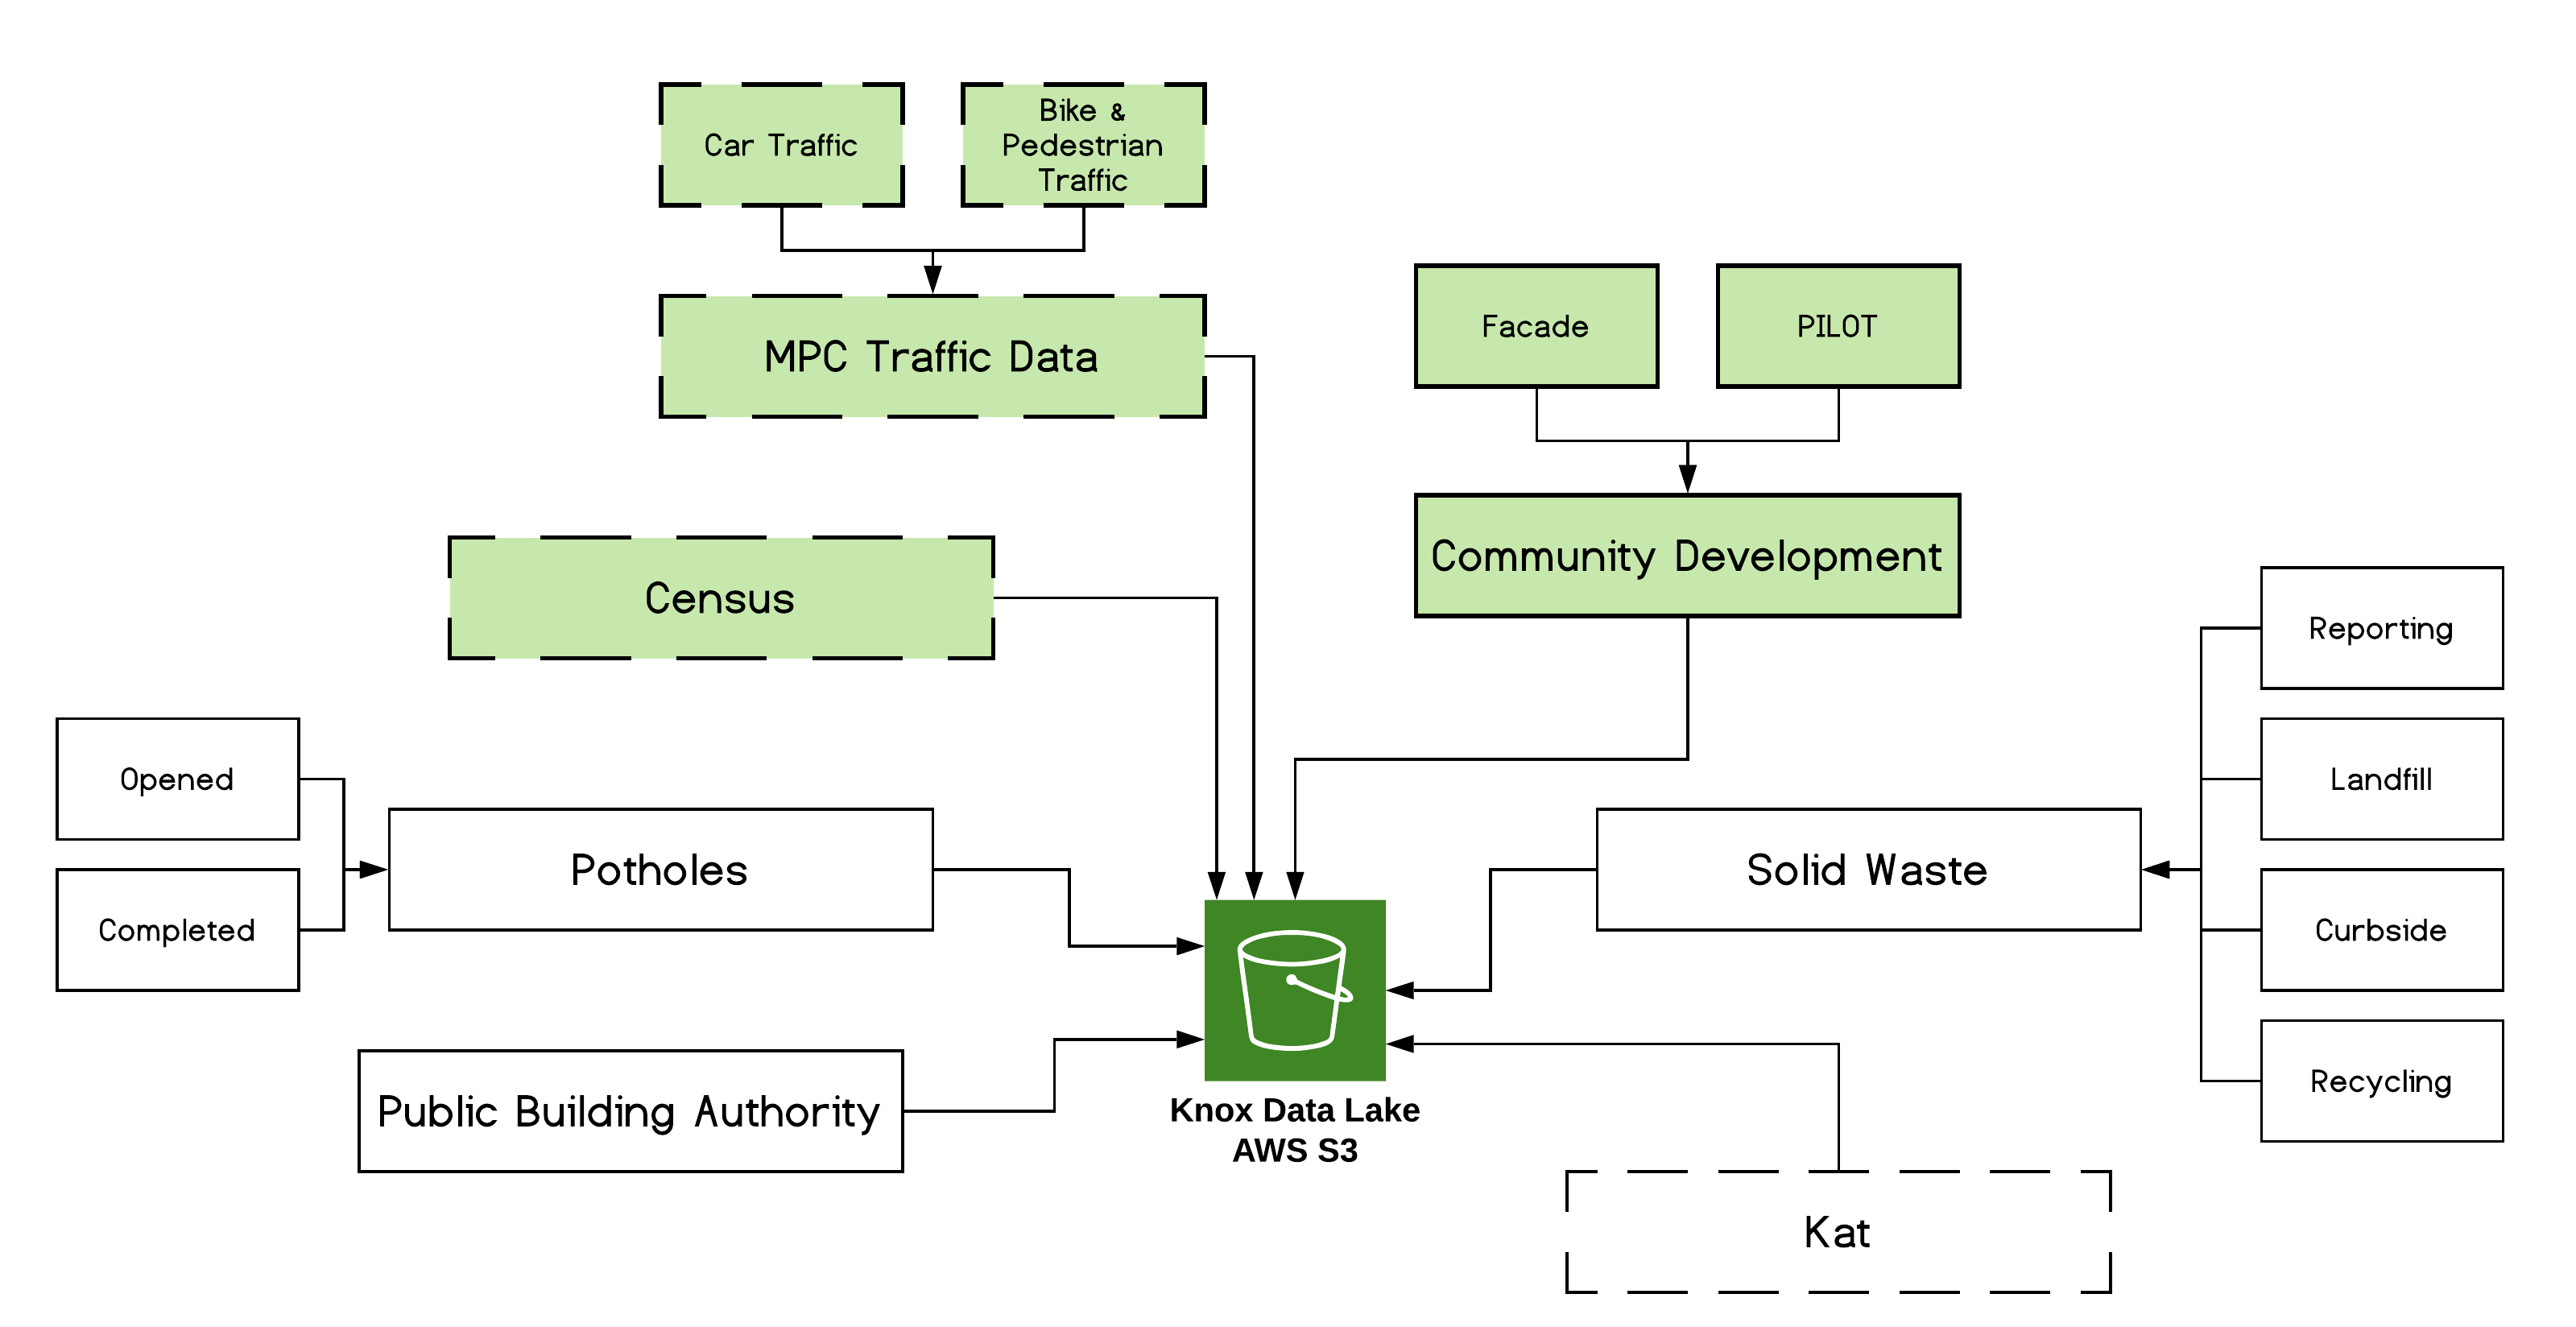 Car Traffic
Bike &
Pedestrian
Traffic
MPC Traffic Data
Facade
PILOT
Community Development
Census
Reporting
Opened
Landfill
Potholes
Solid Waste
Completed
Curbside
Recycling
Public Building Authority
Knox Data Lake
AWS S3
Kat